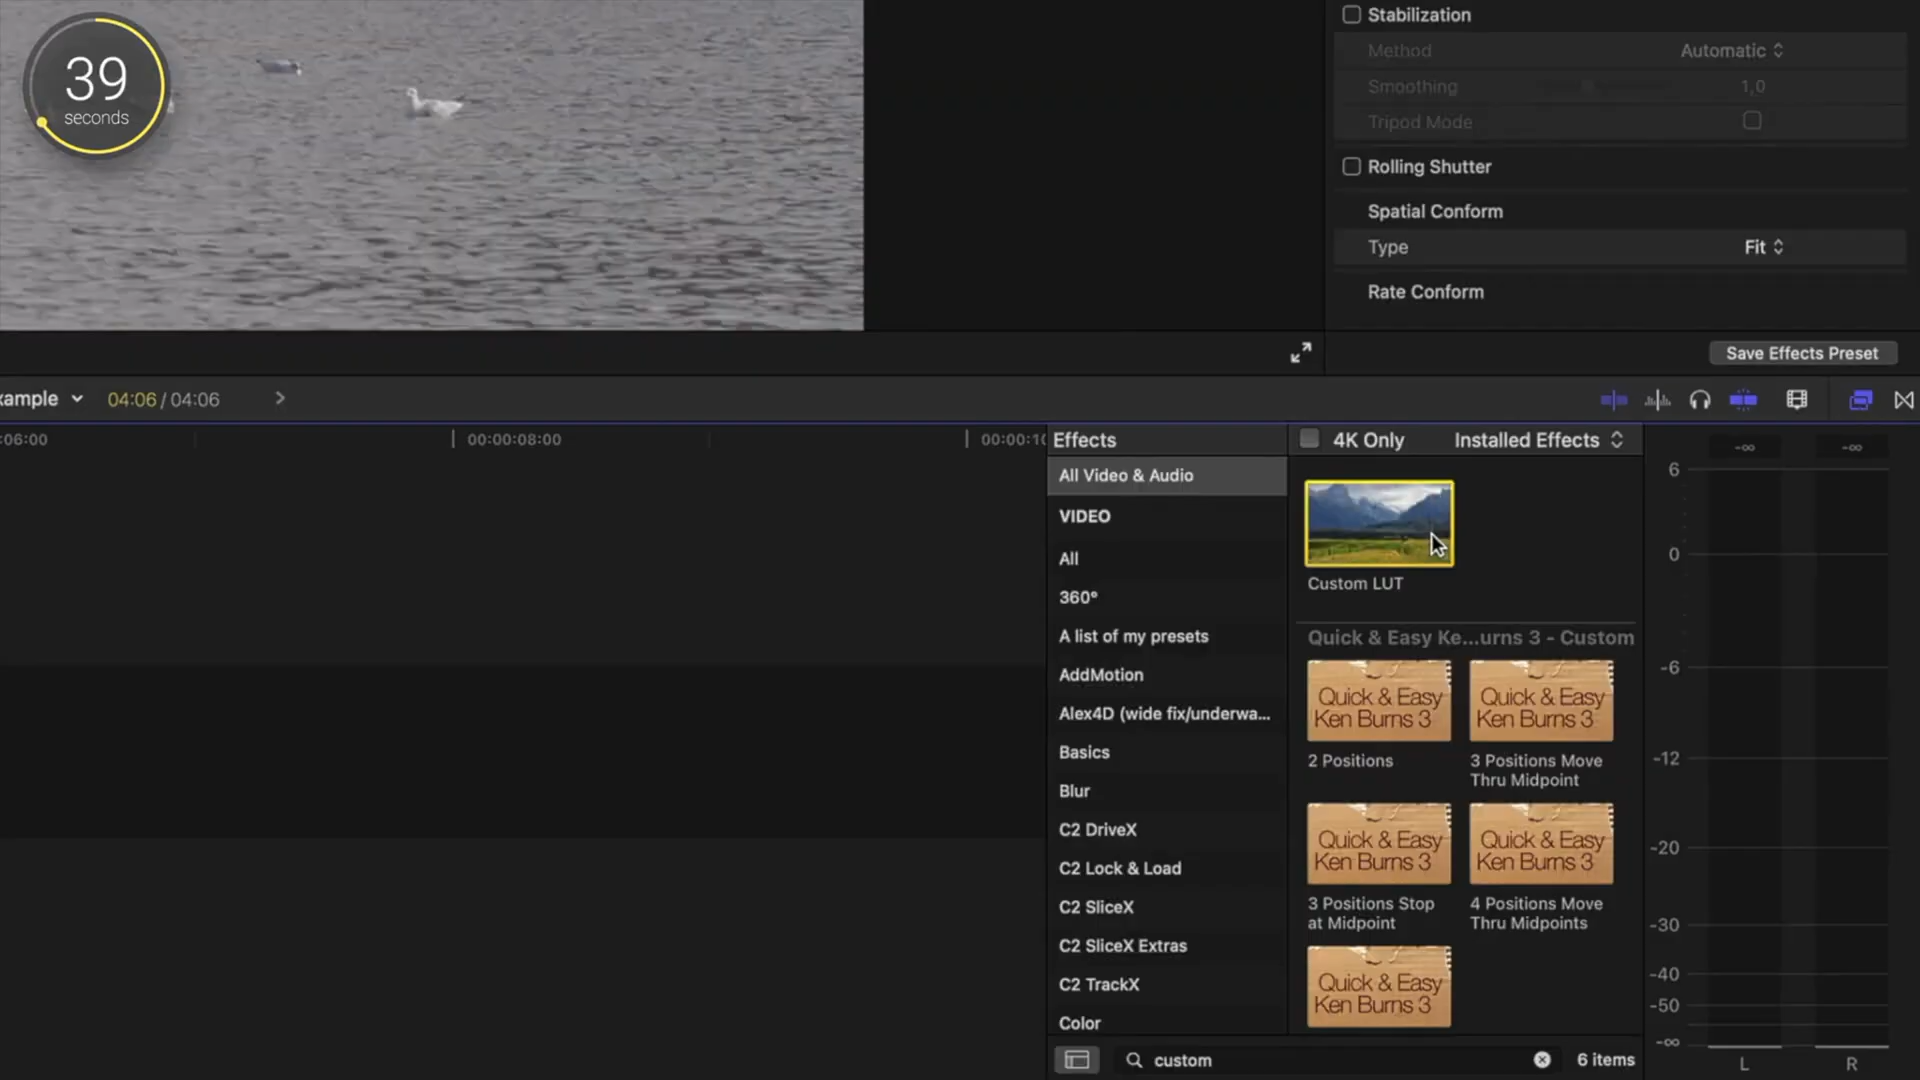 39
seconds
Stabilization
Method
Automatic
Smoothing
1,0
Tripod Mode
Rolling Shutter
Spatial Conform
Type
Fit
Rate Conform
Save Effects Preset
xample
04:06 / 04:06
:06:00
00:00:08:00
00:00:10
Effects
4K Only
Installed Effects
All Video & Audio
VIDEO
All
360°
A list of my presets
AddMotion
Alex4D (wide fix/underwa...
Basics
Blur
C2 DriveX
C2 Lock & Load
C2 SliceX
C2 SliceX Extras
C2 TrackX
Color
Custom LUT
Quick & Easy Ke...urns 3 - Custom
Quick & Easy
Ken Burns 3
2 Positions
Quick & Easy
Ken Burns 3
3 Positions Move
Thru Midpoint
Quick & Easy
Ken Burns 3
3 Positions Stop
at Midpoint
Quick & Easy
Ken Burns 3
4 Positions Move
Thru Midpoints
Quick & Easy
Ken Burns 3
custom
6 items
-∞
-∞
6
0
-6
-12
-20
-30
-40
-50
-∞
L
R